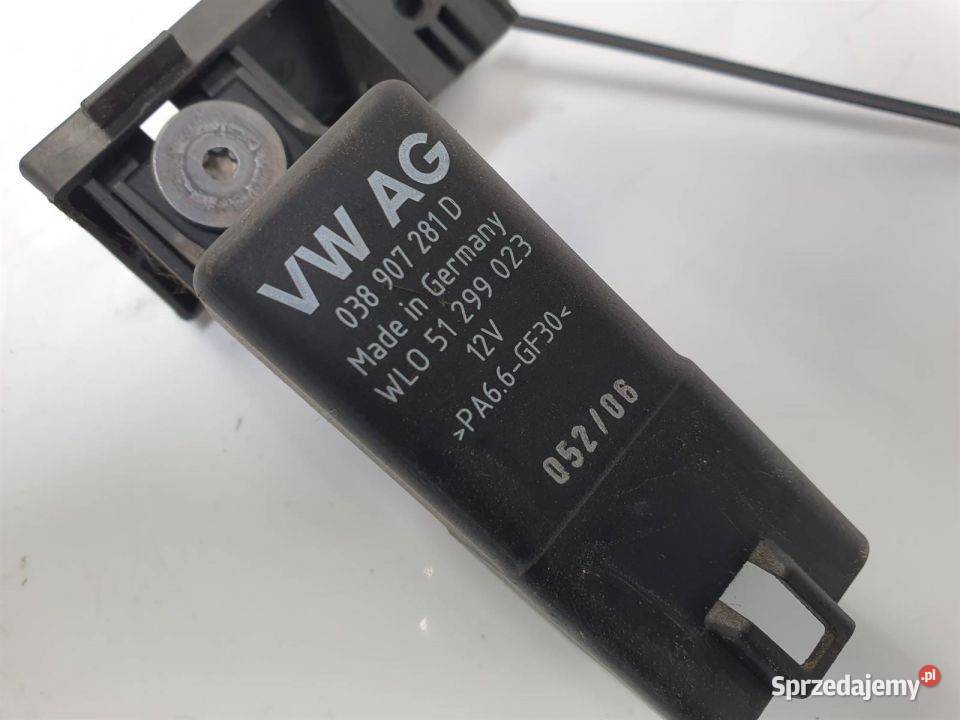 VW AG
038 907 281 D
Made in Germany
WLO 51 299 023
12V
>PA6.6-GF30<
052/06
Sprzedajemy.pl